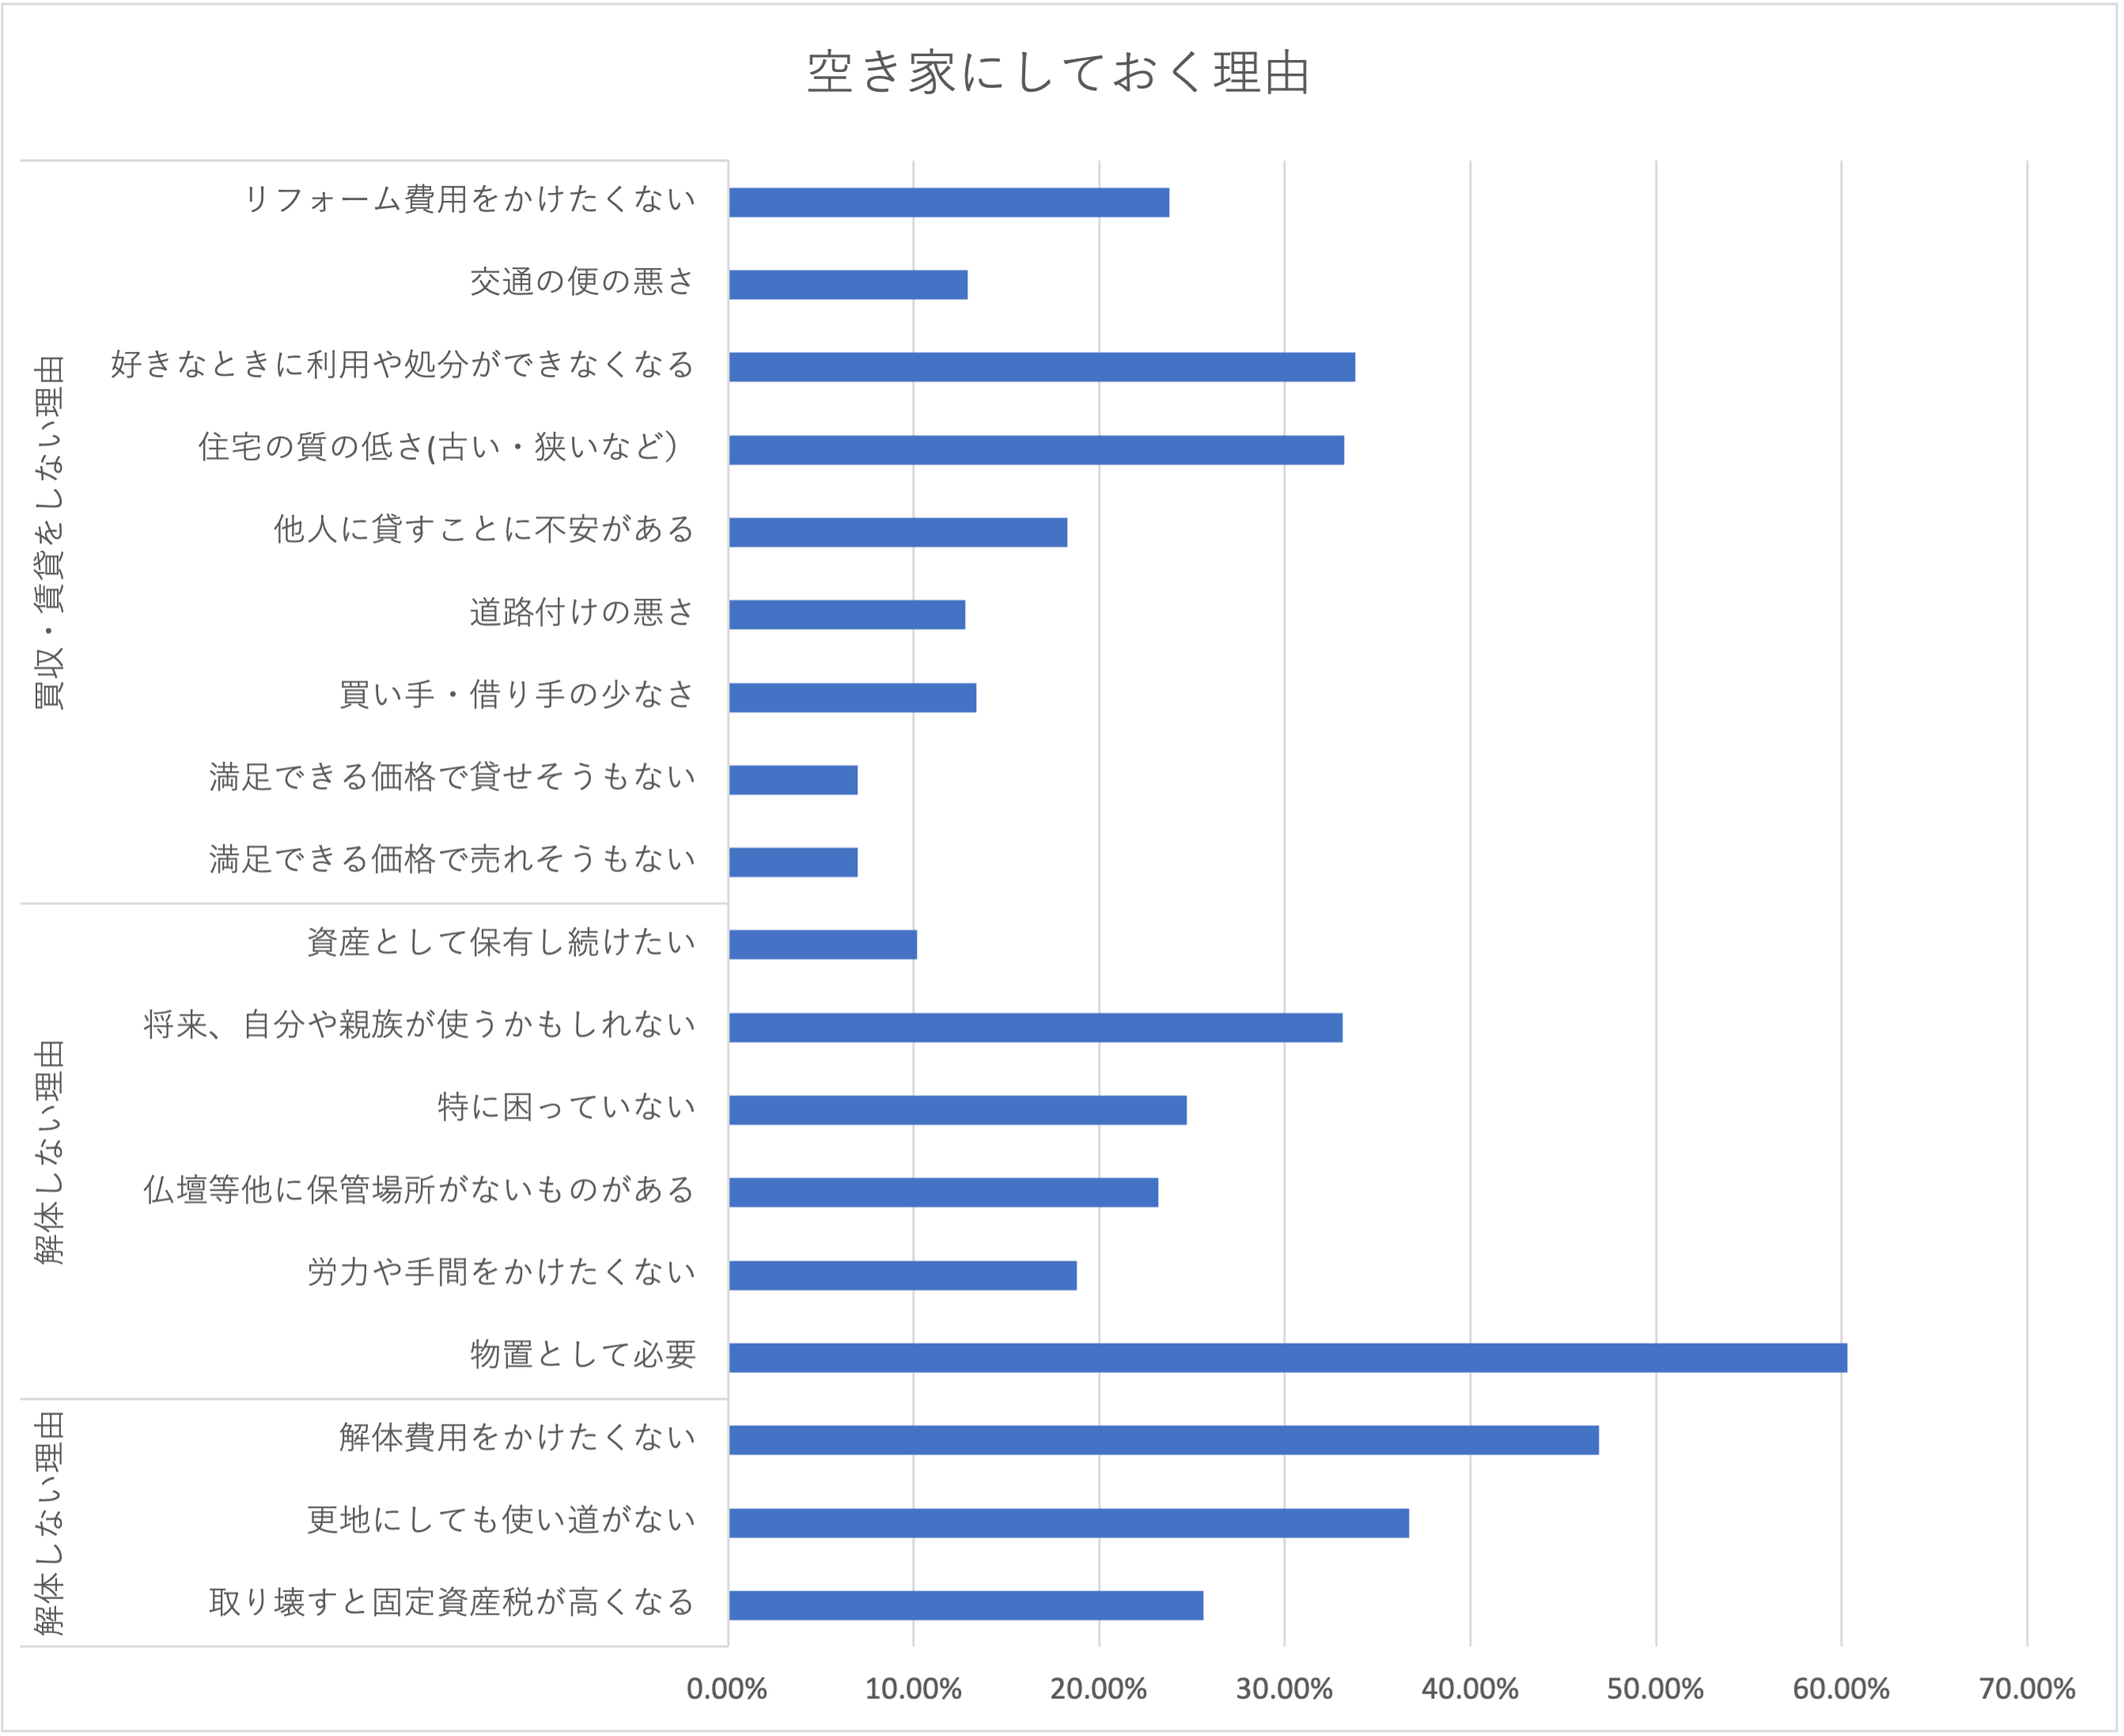 空き家にしておく理由
買収・賃貸をしない理由
リフォーム費用をかけたくない
交通の便の悪さ
好きなときに利用や処分ができなくなる
住宅の質の低さ(古い・狭いなど）
他人に貸すことに不安がある
道路付けの悪さ
買い手・借り手の少なさ
満足できる価格で貸せそうもない
満足できる価格で売れそうもない
解体しない理由
資産として保有し続けたい
将来、自分や親族が使うかもしれない
特に困っていない
仏壇等他に保管場所がないものがある
労力や手間をかけたくない
物置として必要
解体しない理由
解体費用をかけたくない
更地にしても使い道がない
取り壊すと固定資産税が高くなる
0.00% 10.00% 20.00% 30.00% 40.00% 50.00% 60.00% 70.00%